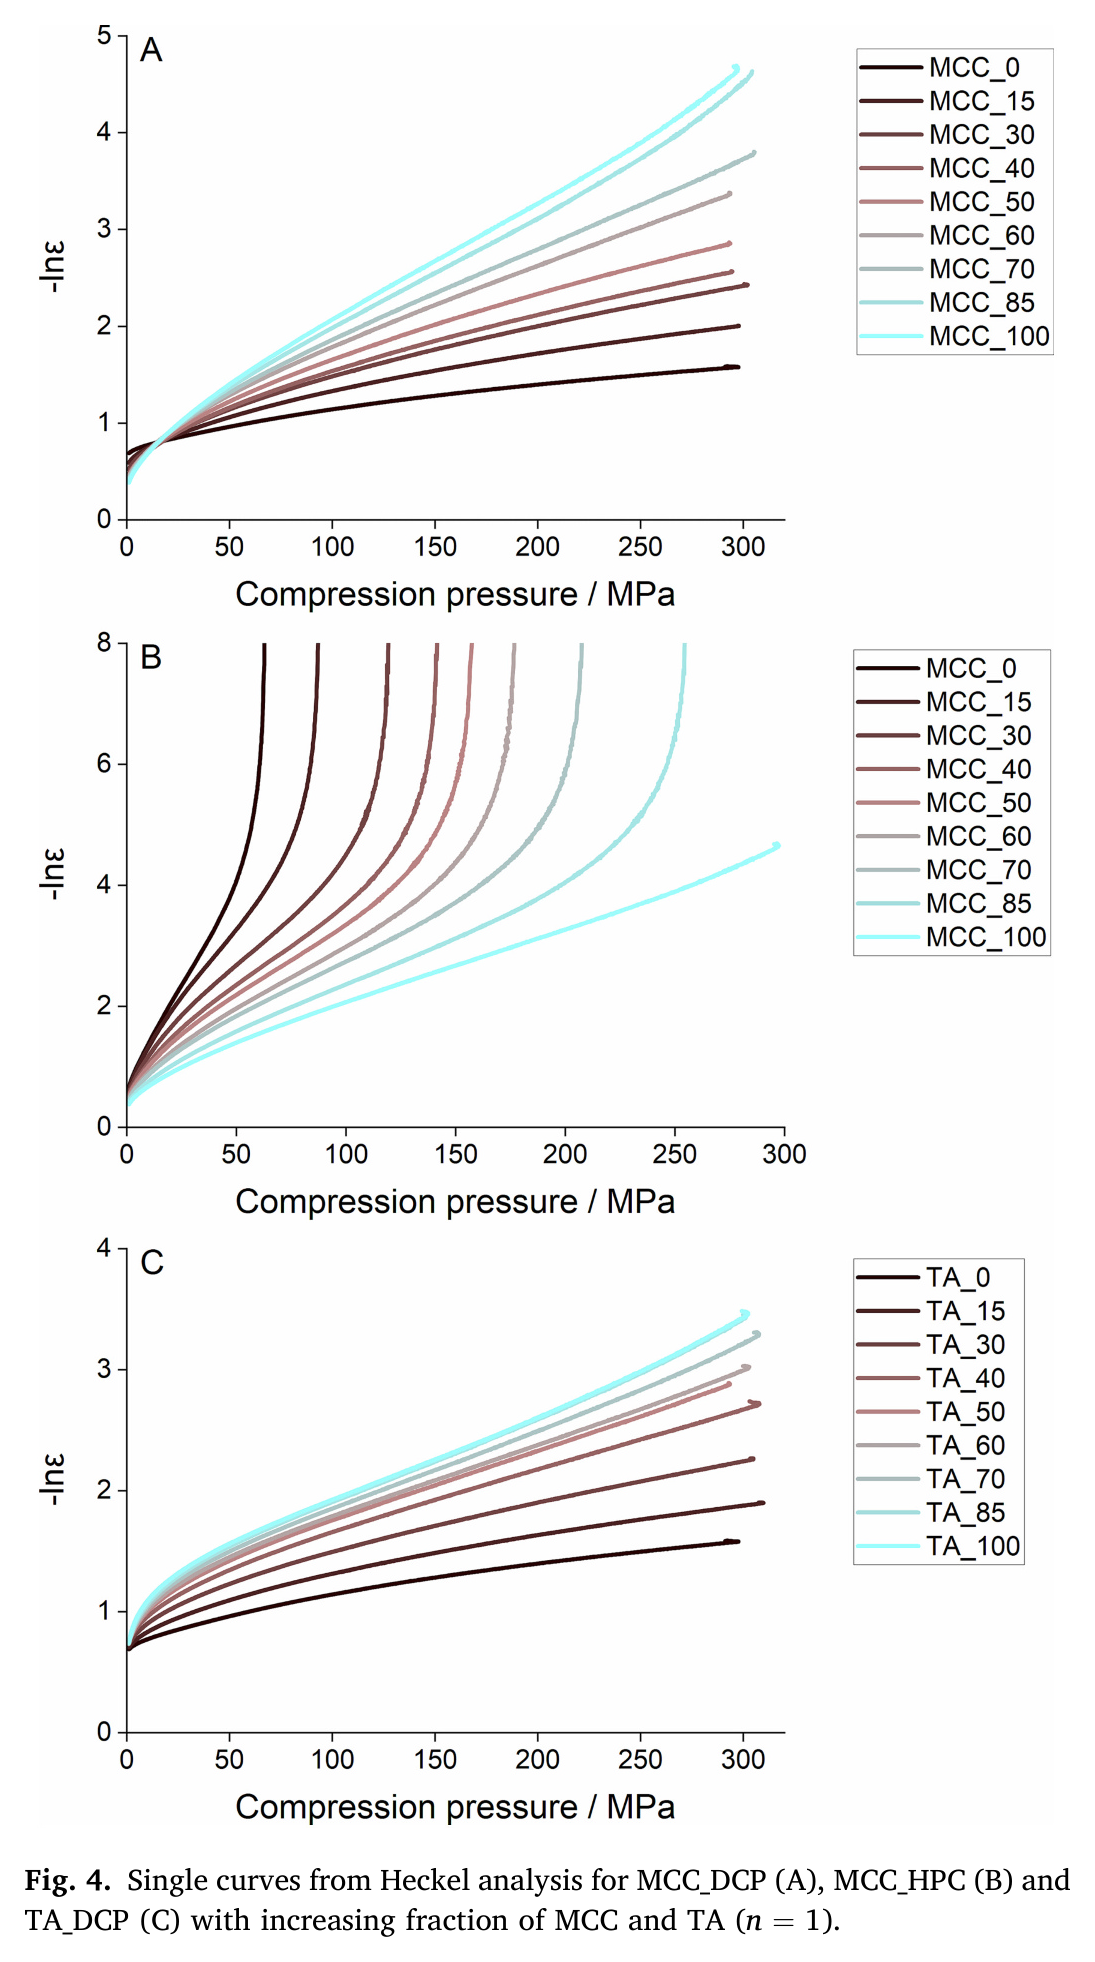 A
5
4
3
2
1
0
-lnε
0 50 100 150 200 250 300
Compression pressure / MPa
MCC_0
MCC_15
MCC_30
MCC_40
MCC_50
MCC_60
MCC_70
MCC_85
MCC_100
B
8
6
4
2
0
-lnε
0 50 100 150 200 250 300
Compression pressure / MPa
MCC_0
MCC_15
MCC_30
MCC_40
MCC_50
MCC_60
MCC_70
MCC_85
MCC_100
C
4
3
2
1
0
-lnε
0 50 100 150 200 250 300
Compression pressure / MPa
TA_0
TA_15
TA_30
TA_40
TA_50
TA_60
TA_70
TA_85
TA_100
Fig. 4. Single curves from Heckel analysis for MCC_DCP (A), MCC_HPC (B) and
TA_DCP (C) with increasing fraction of MCC and TA (n = 1).